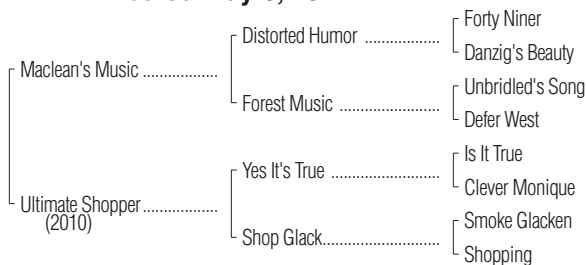 Forty Niner
Distorted Humor ....................
Danzig's Beauty
Maclean's Music ..................
Unbridled's Song
Forest Music .........................
Defer West
Is It True
Yes It's True ..........................
Clever Monique
Ultimate Shopper ..................
(2010)
Smoke Glacken
Shop Glack............................
Shopping